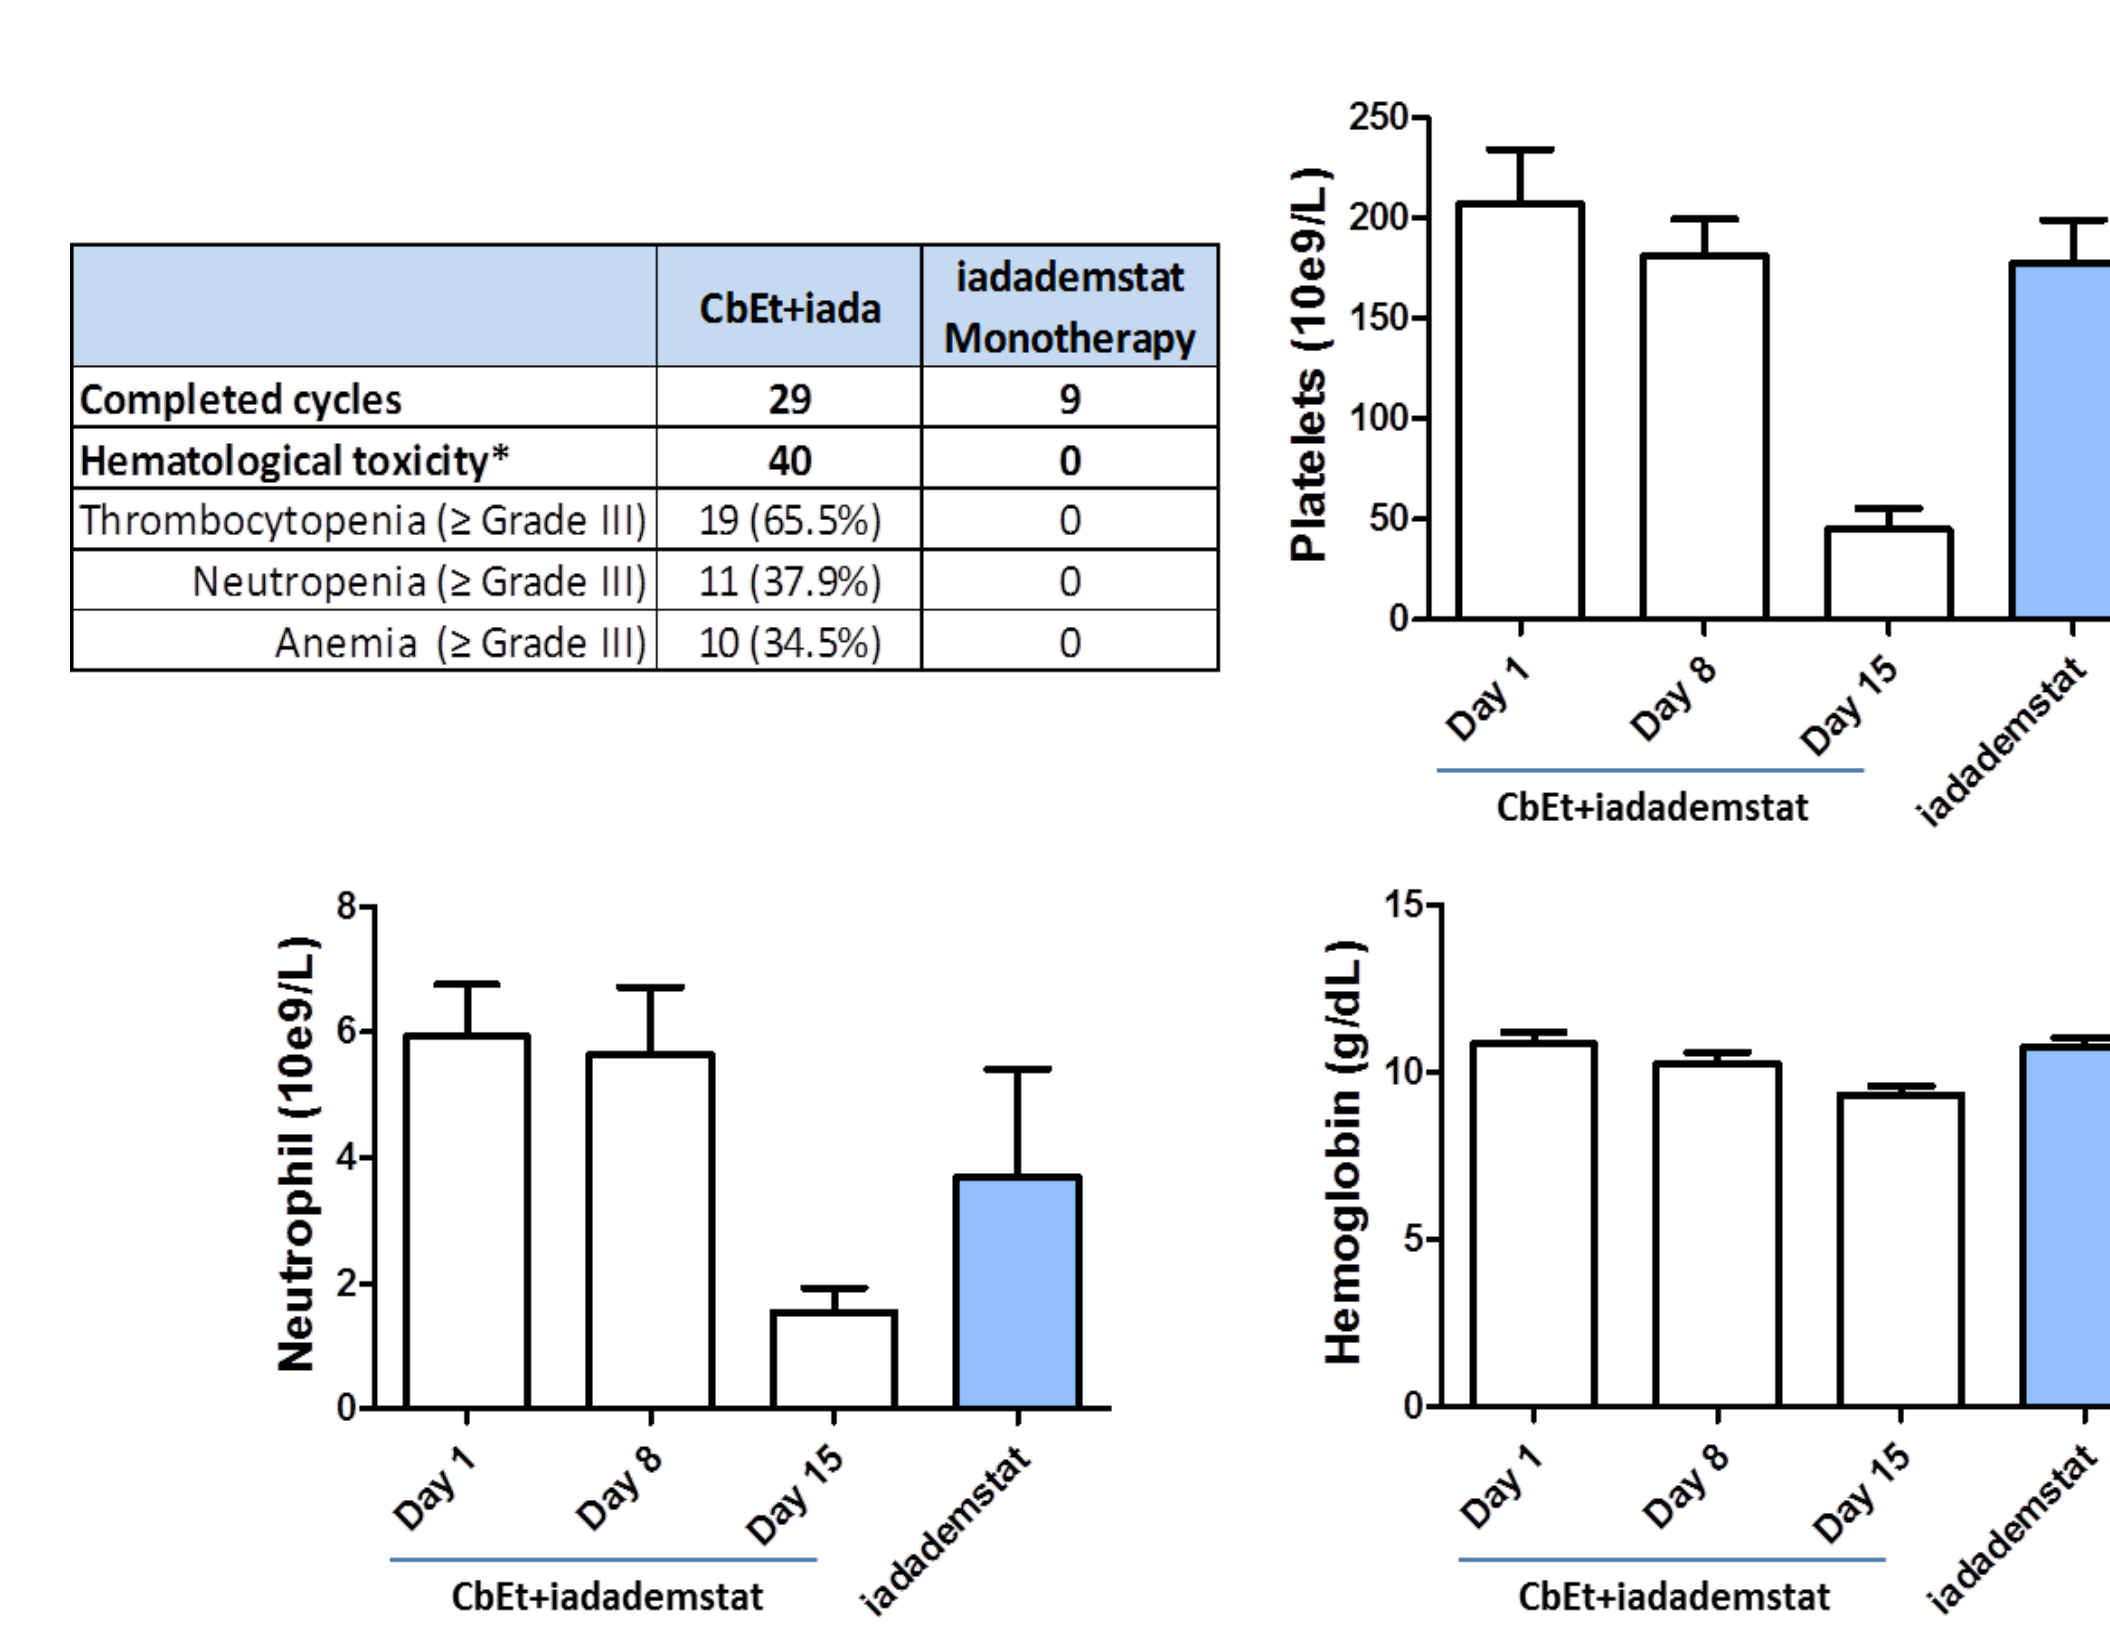 CbEt+iada
iadademstat
Monotherapy
Completed cycles 29 9
Hematological toxicity* 40 0
Thrombocytopenia (≥ Grade III) 19 (65.5%) 0
Neutropenia (≥ Grade III) 11 (37.9%) 0
Anemia (≥ Grade III) 10 (34.5%) 0
Platelets (10e9/L)
250
200
150
100
50
0
Day 1
Day 8
Day 15
iadademstat
CbEt+iadademstat
Neutrophil (10e9/L)
8
6
4
2
0
Day 1
Day 8
Day 15
iadademstat
CbEt+iadademstat
Hemoglobin (g/dL)
15
10
5
0
Day 1
Day 8
Day 15
iadademstat
CbEt+iadademstat